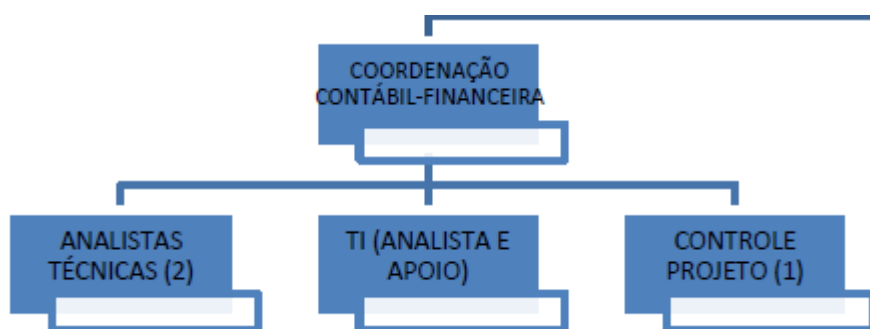 COORDENAÇÃO
CONTÁBIL-FINANCEIRA
ANALISTAS
TÉCNICAS (2)
TI (ANALISTA E
APOIO)
CONTROLE
PROJETO (1)